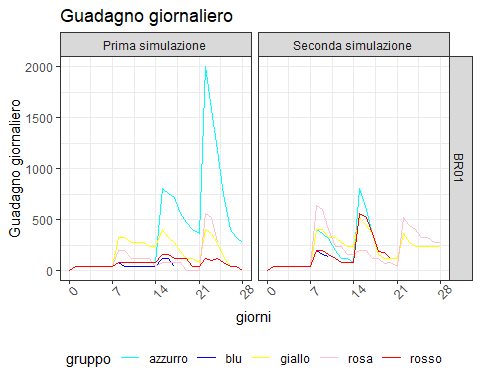 Guadagno giornaliero
Prima simulazione
Seconda simulazione
Guadagno giornaliero
2000
1500
1000
500
0
BR01
0 7 14 21 28
0 7 14 21 28
giorni
gruppo azzurro blu giallo rosa rosso